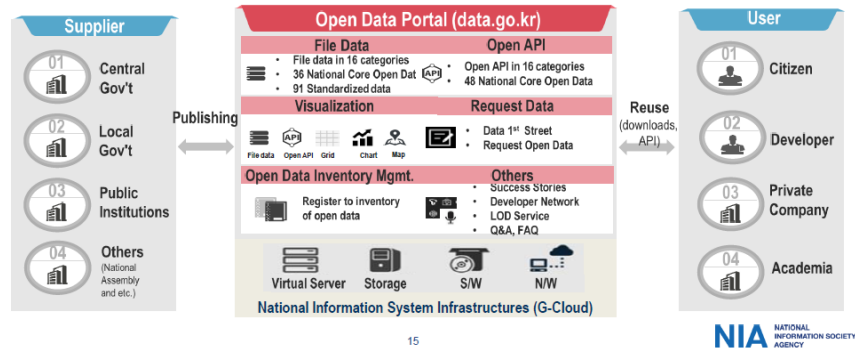 Supplier
01
Central
Gov't
02
Local
Gov't
03
Public
Institutions
04
Others
(National
Assembly
and etc.)
Publishing
Open Data Portal (data.go.kr)
File Data
• File data in 16 categories
• 36 National Core Open Dat
• 91 Standardized data
Open API
API
• Open API in 16 categories
• 48 National Core Open Data
Visualization
API
File data Open API Grid Chart Map
Request Data
• Data 1st Street
• Request Open Data
Open Data Inventory Mgmt.
Register to inventory
of open data
Others
• Success Stories
• Developer Network
• LOD Service
• Q&A, FAQ
Virtual Server Storage S/W N/W
National Information System Infrastructures (G-Cloud)
Reuse
(downloads,
API)
User
01
Citizen
02
Developer
03
Private
Company
04
Academia
15
NIA NATIONAL
INFORMATION SOCIETY
AGENCY